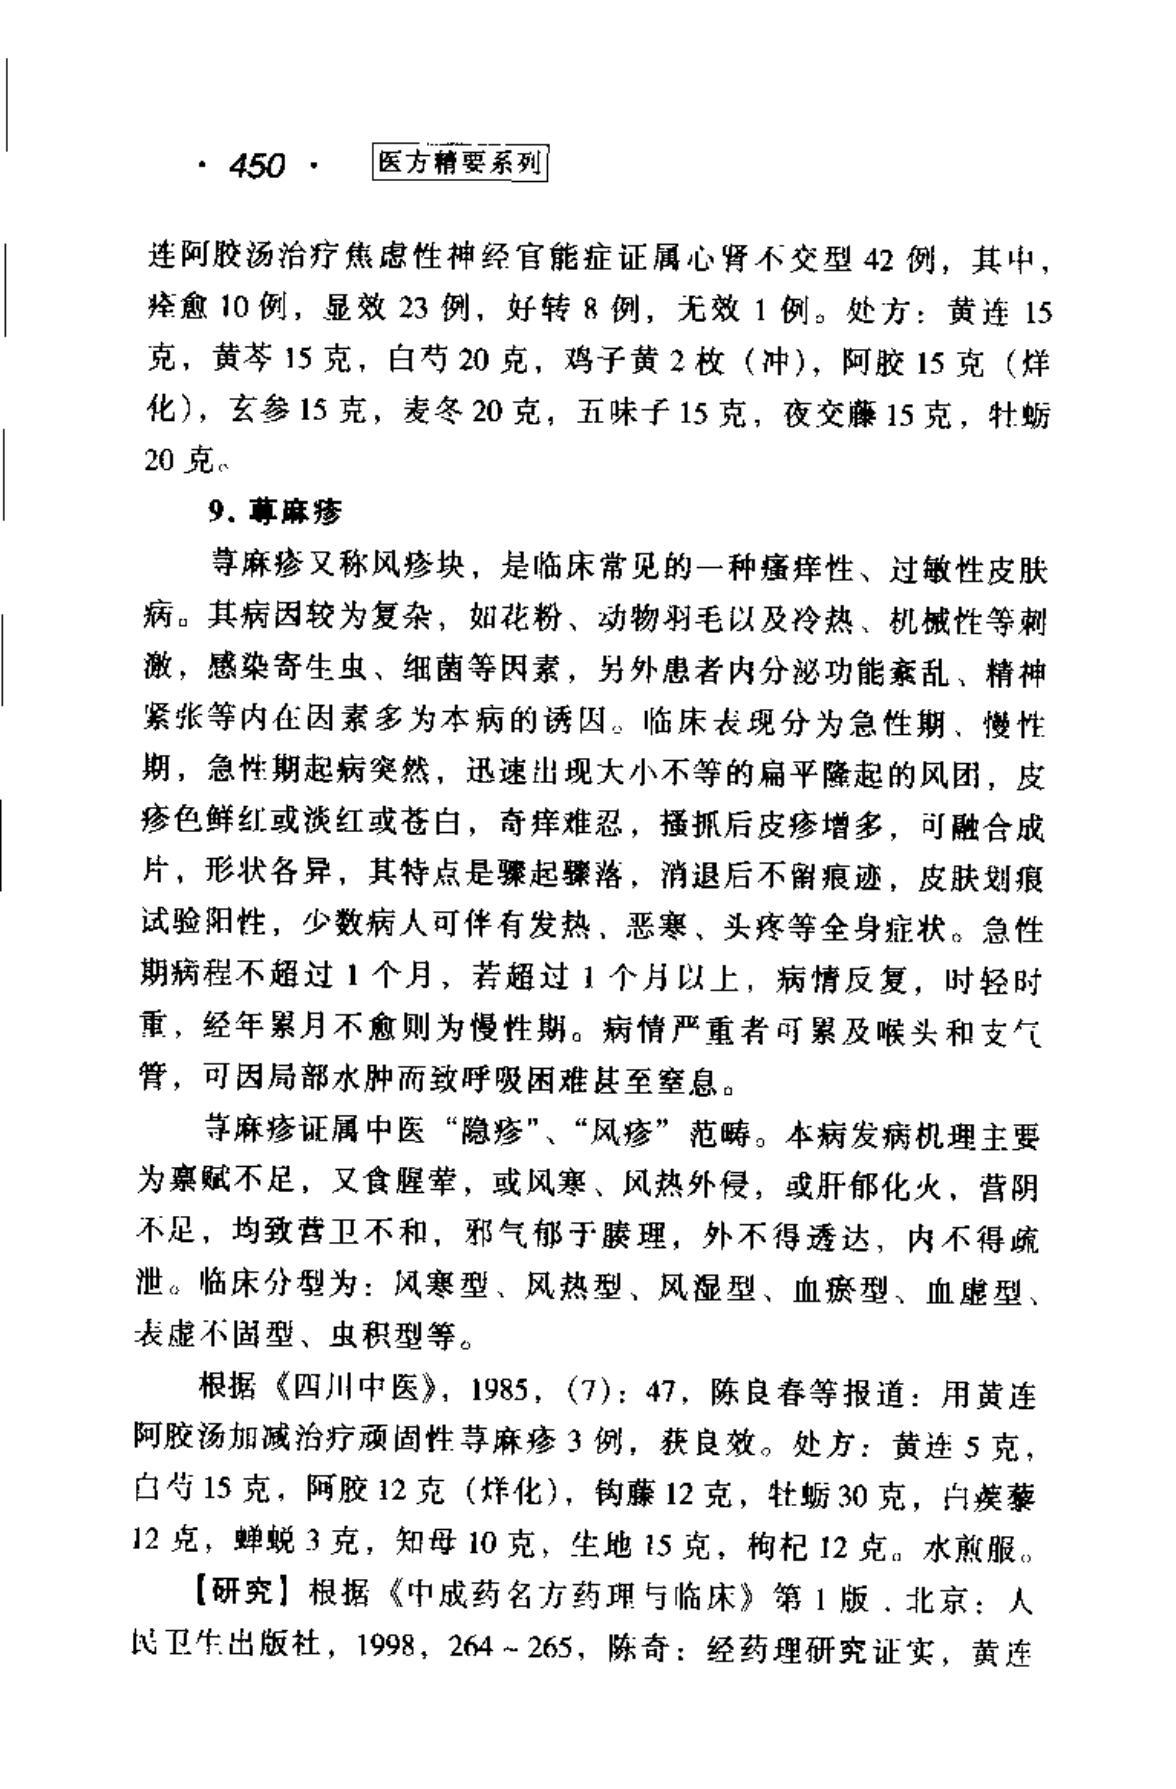 · 450 · 医方精要系列
连阿胶汤治疗焦虑性神经官能症证属心肾不交型 42 例，其中，
痊愈 10 例，显效 23 例，好转 8 例，无效 1 例。处方：黄连 15
克，黄芩 15 克，白芍 20 克，鸡子黄 2 枚（冲），阿胶 15 克（烊
化），玄参 15 克，麦冬 20 克，五味子 15 克，夜交藤 15 克，牡蛎
20 克。
9. 荨麻疹
荨麻疹又称风疹块，是临床常见的一种瘙痒性、过敏性皮肤
病。其病因较为复杂，如花粉、动物羽毛以及冷热、机械性等刺
激，感染寄生虫、细菌等因素，另外患者内分泌功能紊乱、精神
紧张等内在因素多为本病的诱因。临床表现分为急性期、慢性
期，急性期起病突然，迅速出现大小不等的扁平隆起的风团，皮
疹色鲜红或淡红或苍白，奇痒难忍，搔抓后皮疹增多，可融合成
片，形状各异，其特点是骤起骤落，消退后不留痕迹，皮肤划痕
试验阳性，少数病人可伴有发热、恶寒、头疼等全身症状。急性
期病程不超过 1 个月，若超过 1 个月以上，病情反复，时轻时
重，经年累月不愈则为慢性期。病情严重者可累及喉头和支气
管，可因局部水肿而致呼吸困难甚至窒息。
荨麻疹证属中医“隐疹”、“风疹”范畴。本病发病机理主要
为禀赋不足，又食腥荤，或风寒、风热外侵，或肝郁化火，营阴
不足，均致营卫不和，邪气郁于腠理，外不得透达，内不得疏
泄。临床分型为：风寒型、风热型、风湿型、血瘀型、血虚型、
表虚不固型、虫积型等。
根据《四川中医》，1985，（7）：47，陈良春等报道：用黄连
阿胶汤加减治疗顽固性荨麻疹 3 例，获良效。处方：黄连 5 克，
白芍 15 克，阿胶 12 克（烊化），钩藤 12 克，牡蛎 30 克，白蒺藜
12 克，蝉蜕 3 克，知母 10 克，生地 15 克，枸杞 12 克。水煎服。
【研究】根据《中成药名方药理与临床》第 1 版．北京：人
民卫生出版社，1998，264～265，陈奇：经药理研究证实，黄连